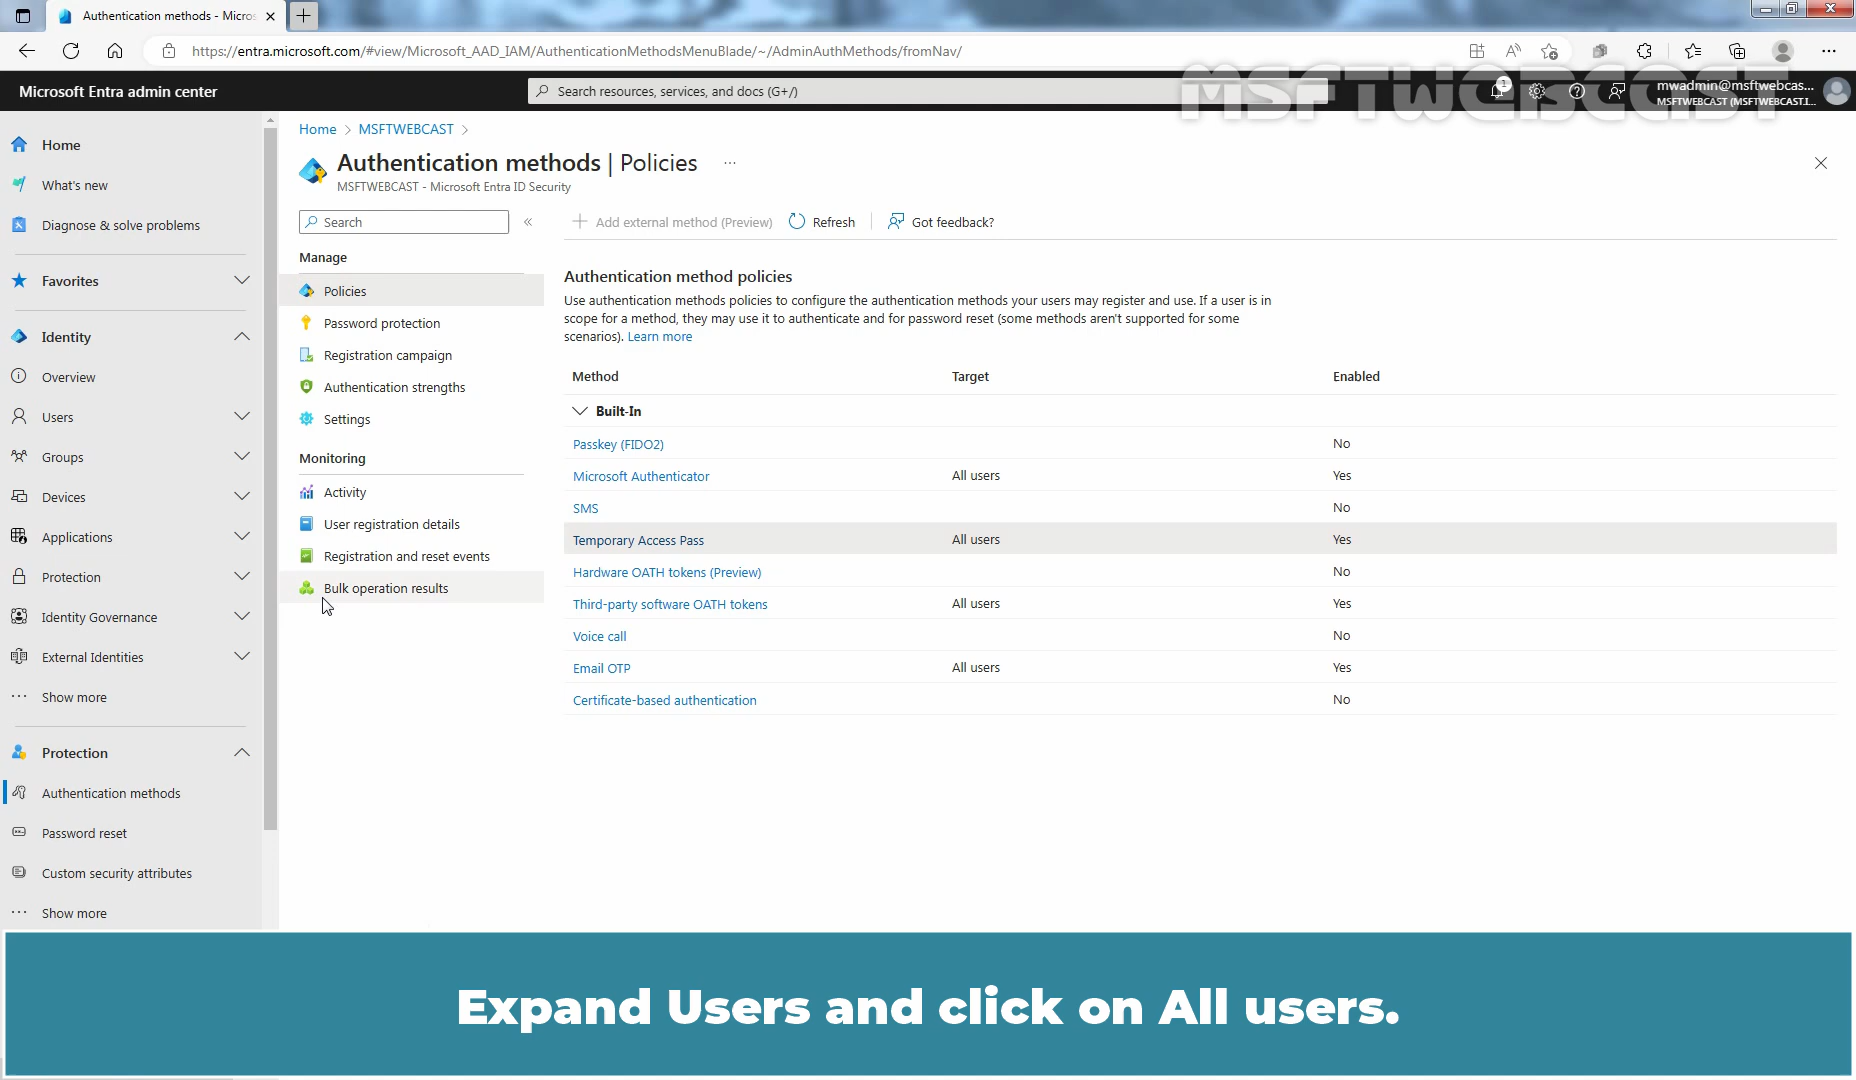 Authentication methods - Micros
https://entra.microsoft.com/#view/Microsoft_AAD_IAM/AuthenticationMethodsMenuBlade/~/AdminAuthMethods/fromNav/
MSFTWEBCAST
Microsoft Entra admin center
Search resources, services, and docs (G+/)
1
mwadmin@msftwebcas...
MSFTWEBCAST (MSFTWEBCAST.I...
Home
What's new
Diagnose & solve problems
Favorites
Identity
Overview
Users
Groups
Devices
Applications
Protection
Identity Governance
External Identities
Show more
Protection
Authentication methods
Password reset
Custom security attributes
Show more
Home > MSFTWEBCAST >
Authentication methods | Policies ...
MSFTWEBCAST - Microsoft Entra ID Security
Search
Manage
Policies
Password protection
Registration campaign
Authentication strengths
Settings
Monitoring
Activity
User registration details
Registration and reset events
Bulk operation results
Add external method (Preview) Refresh Got feedback?
Authentication method policies
Use authentication methods policies to configure the authentication methods your users may register and use. If a user is in
scope for a method, they may use it to authenticate and for password reset (some methods aren't supported for some
scenarios). Learn more
Method Target Enabled
Built-In
Passkey (FIDO2) No
Microsoft Authenticator All users Yes
SMS No
Temporary Access Pass All users Yes
Hardware OATH tokens (Preview) No
Third-party software OATH tokens All users Yes
Voice call No
Email OTP All users Yes
Certificate-based authentication No
Expand Users and click on All users.